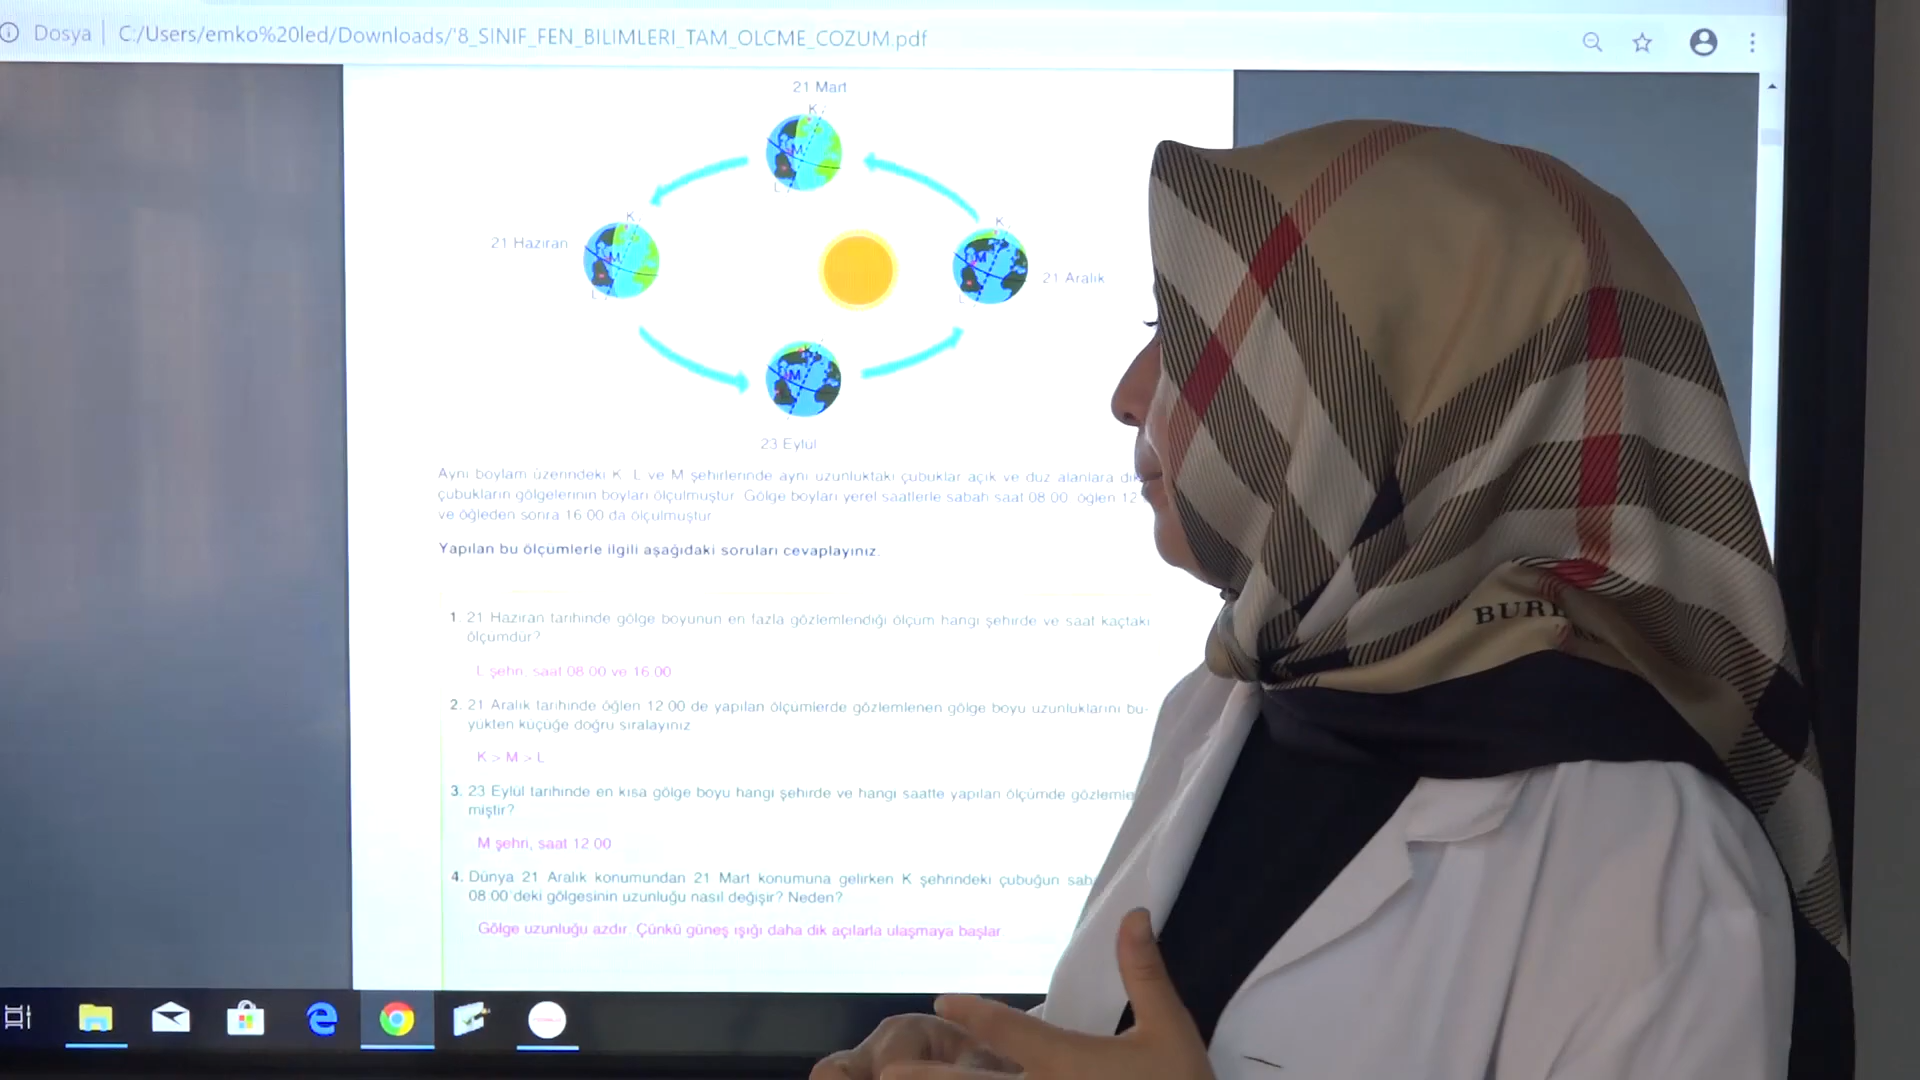 Dosya | C:/Users/emko%20led/Downloads/'8_SINIF_FEN_BILIMLERI_TAM_OLCME_COZUM.pdf
21 Mart
K
M
L
K
21 Haziran
M
L
K
M
21 Aralık
L
M
23 Eylül
Aynı boylam üzerindeki K L ve M şehirlerinde aynı uzunluktaki çubuklar açık ve düz alanlara
çubukların gölgelerinin boyları ölçülmüştür. Gölge boyları yerel saatlerle sabah saat 08 00 öğlen 12
ve öğleden sonra 16 00 da ölçülmüştür
Yapılan bu ölçümlerle ilgili aşağıdaki soruları cevaplayınız.
1. 21 Haziran tarihinde gölge boyunun en fazla gözlemlendiği ölçüm hangi şehirde ve saat kaçtaki
ölçümdür?
L şehri, saat 08 00 ve 16 00
2. 21 Aralık tarihinde öğlen 12 00 de yapılan ölçümlerde gözlemlenen gölge boyu uzunluklarını bü-
yükten küçüğe doğru sıralayınız
K > M > L
3. 23 Eylül tarihinde en kısa gölge boyu hangi şehirde ve hangi saatte yapılan ölçümde gözlemle
miştir?
M şehri, saat 12 00
4. Dünya 21 Aralık konumundan 21 Mart konumuna gelirken K şehrindeki çubuğun sab
08 00'deki gölgesinin uzunluğu nasıl değişir? Neden?
Gölge uzunluğu azdır. Çünkü güneş ışığı daha dik açılarla ulaşmaya başlar
BUR